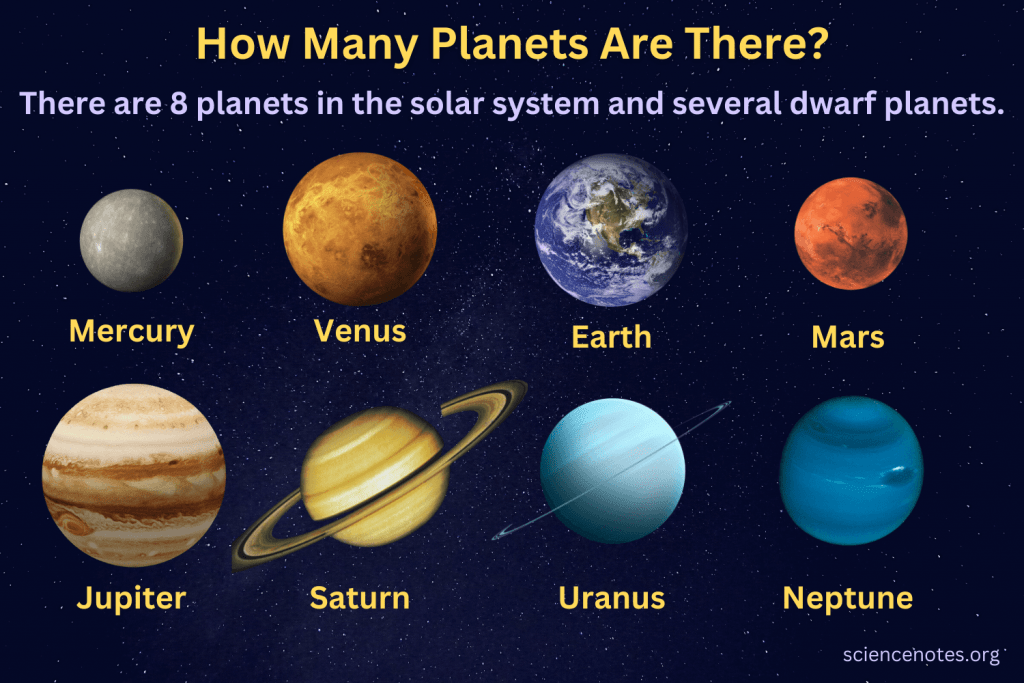 How Many Planets Are There?
There are 8 planets in the solar system and several dwarf planets.
Mercury
Venus
Earth
Mars
Jupiter
Saturn
Uranus
Neptune
sciencenotes.org